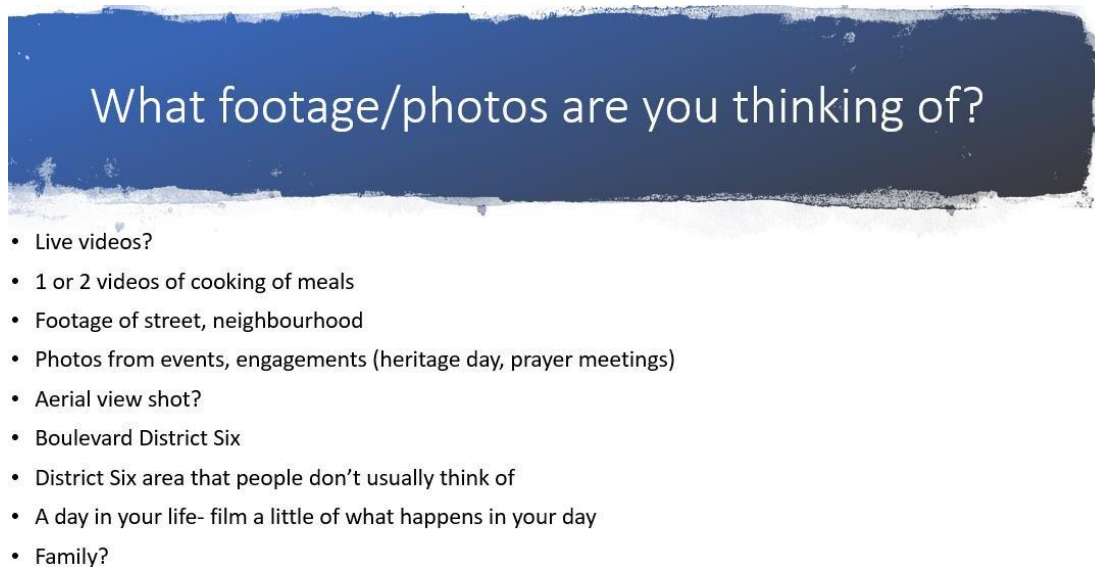 What footage/photos are you thinking of?
• Live videos?
• 1 or 2 videos of cooking of meals
• Footage of street, neighbourhood
• Photos from events, engagements (heritage day, prayer meetings)
• Aerial view shot?
• Boulevard District Six
• District Six area that people don’t usually think of
• A day in your life- film a little of what happens in your day
• Family?